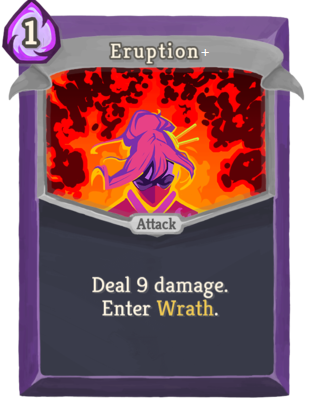 1
Eruption+
Attack
Deal 9 damage.
Enter Wrath.